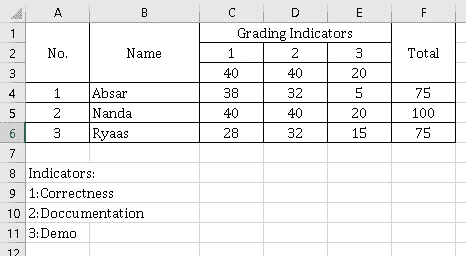 A B C D E F
1 Grading Indicators
2 No. Name 1 2 3 Total
3 40 40 20
4 1 Absar 38 32 5 75
5 2 Nanda 40 40 20 100
6 3 Ryaas 28 32 15 75
7
8 Indicators:
9 1:Correctness
10 2:Doccumentation
11 3:Demo
12